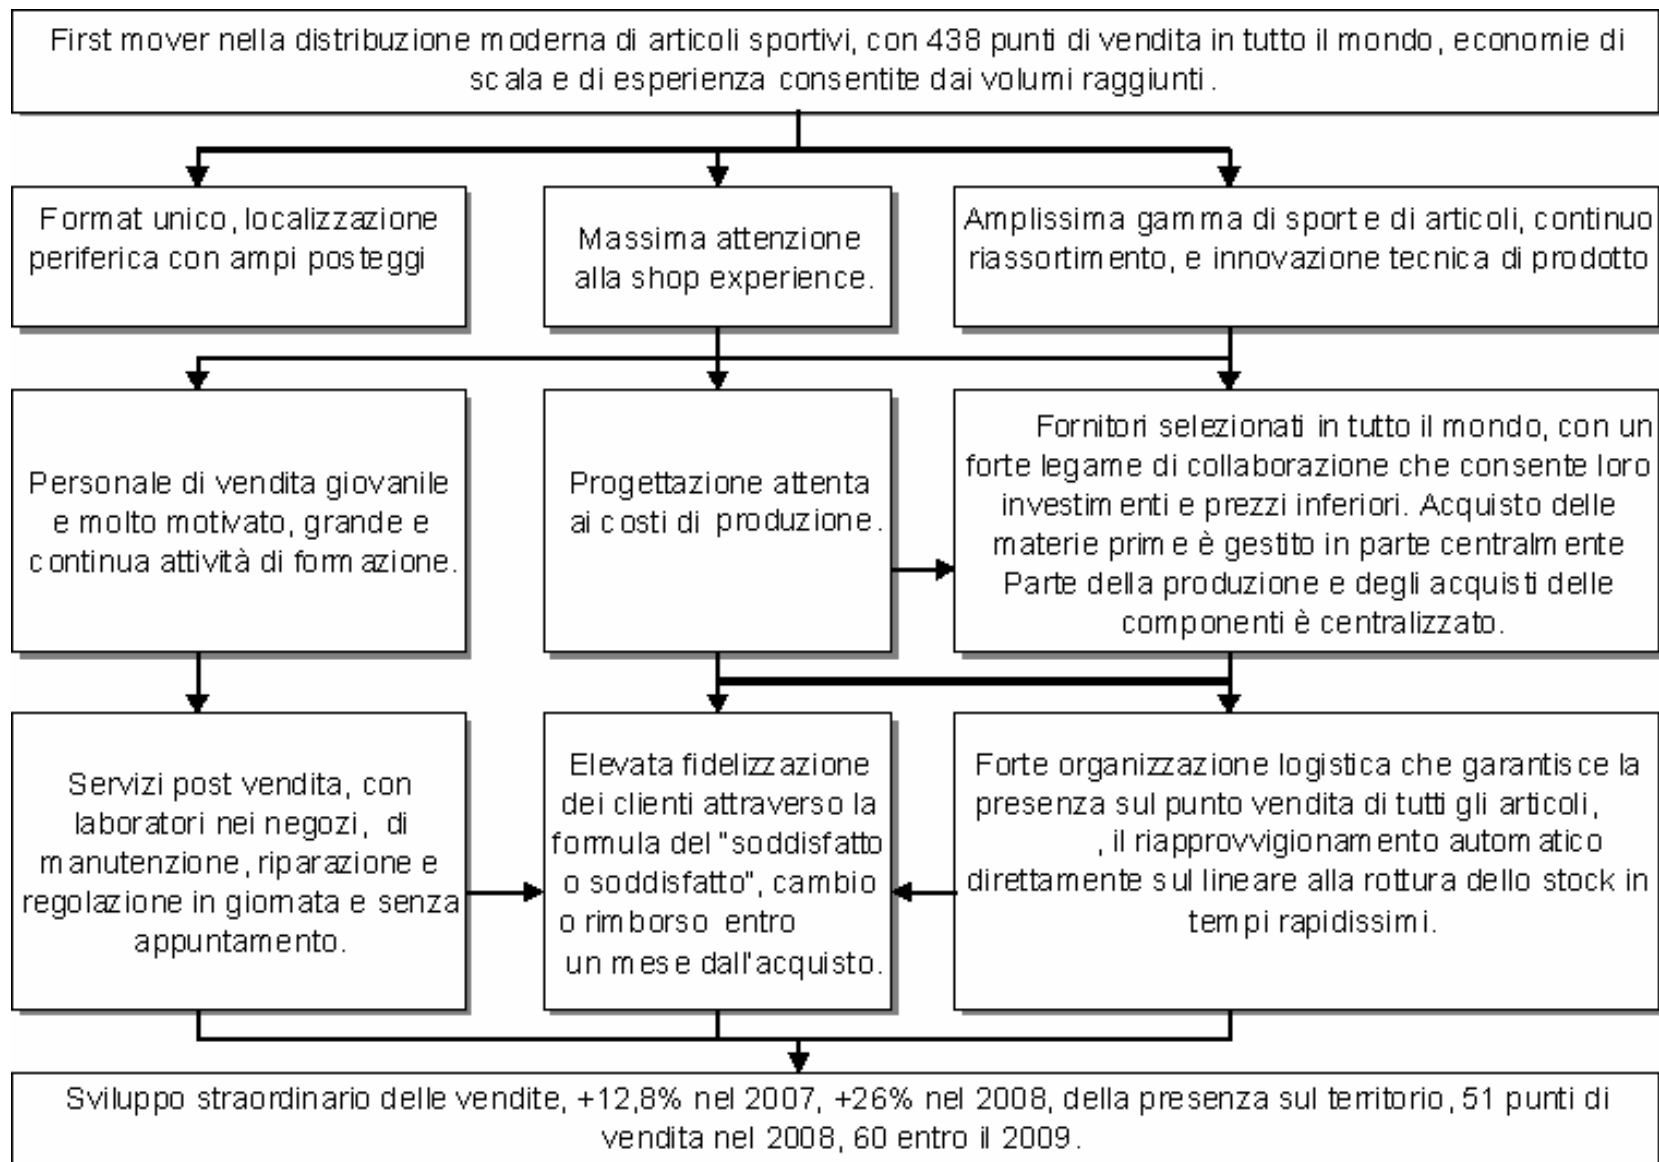 First mover nella distribuzione moderna di articoli sportivi, con 438 punti di vendita in tutto il mondo, economie di
scala e di esperienza consentite dai volumi raggiunti.
Format unico, localizzazione
periferica con ampi posteggi
Massima attenzione
alla shop experience.
Amplissima gamma di sport e di articoli, continuo
riassortimento, e innovazione tecnica di prodotto
Personale di vendita giovanile
e molto motivato, grande e
continua attività di formazione.
Progettazione attenta
ai costi di produzione.
Fornitori selezionati in tutto il mondo, con un
forte legame di collaborazione che consente loro
investimenti e prezzi inferiori. Acquisto delle
materie prime è gestito in parte centralmente
Parte della produzione e degli acquisti delle
componenti è centralizzato.
Servizi post vendita, con
laboratori nei negozi, di
manutenzione, riparazione e
regolazione in giornata e senza
appuntamento.
Elevata fidelizzazione
dei clienti attraverso la
formula del "soddisfatto
o soddisfatto", cambio
o rimborso entro
un mese dall'acquisto.
Forte organizzazione logistica che garantisce la
presenza sul punto vendita di tutti gli articoli,
, il riapprovvigionamento automatico
direttamente sul lineare alla rottura dello stock in
tempi rapidissimi.
Sviluppo straordinario delle vendite, +12,8% nel 2007, +26% nel 2008, della presenza sul territorio, 51 punti di
vendita nel 2008, 60 entro il 2009.